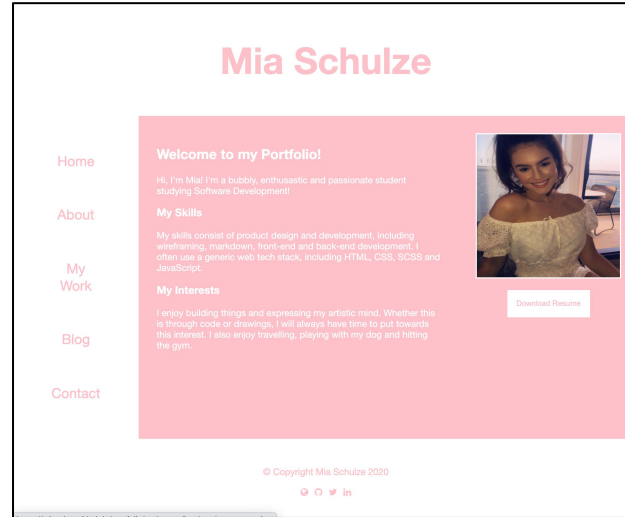 Mia Schulze
Home
About
My
Work
Blog
Contact
Welcome to my Portfolio!
Hi, I'm Mia! I'm a bubbly, enthusastic and passionate student
studying Software Development!
My Skills
My skills consist of product design and development, including
wireframing, markdown, front-end and back-end development. I
often use a generic web tech stack, including HTML, CSS, SCSS and
JavaScript.
My Interests
I enjoy building things and expressing my artistic mind. Whether this
is through code or drawings, I will always have time to put towards
this interest. I also enjoy travelling, playing with my dog and hitting
the gym.
Download Resume
© Copyright Mia Schulze 2020